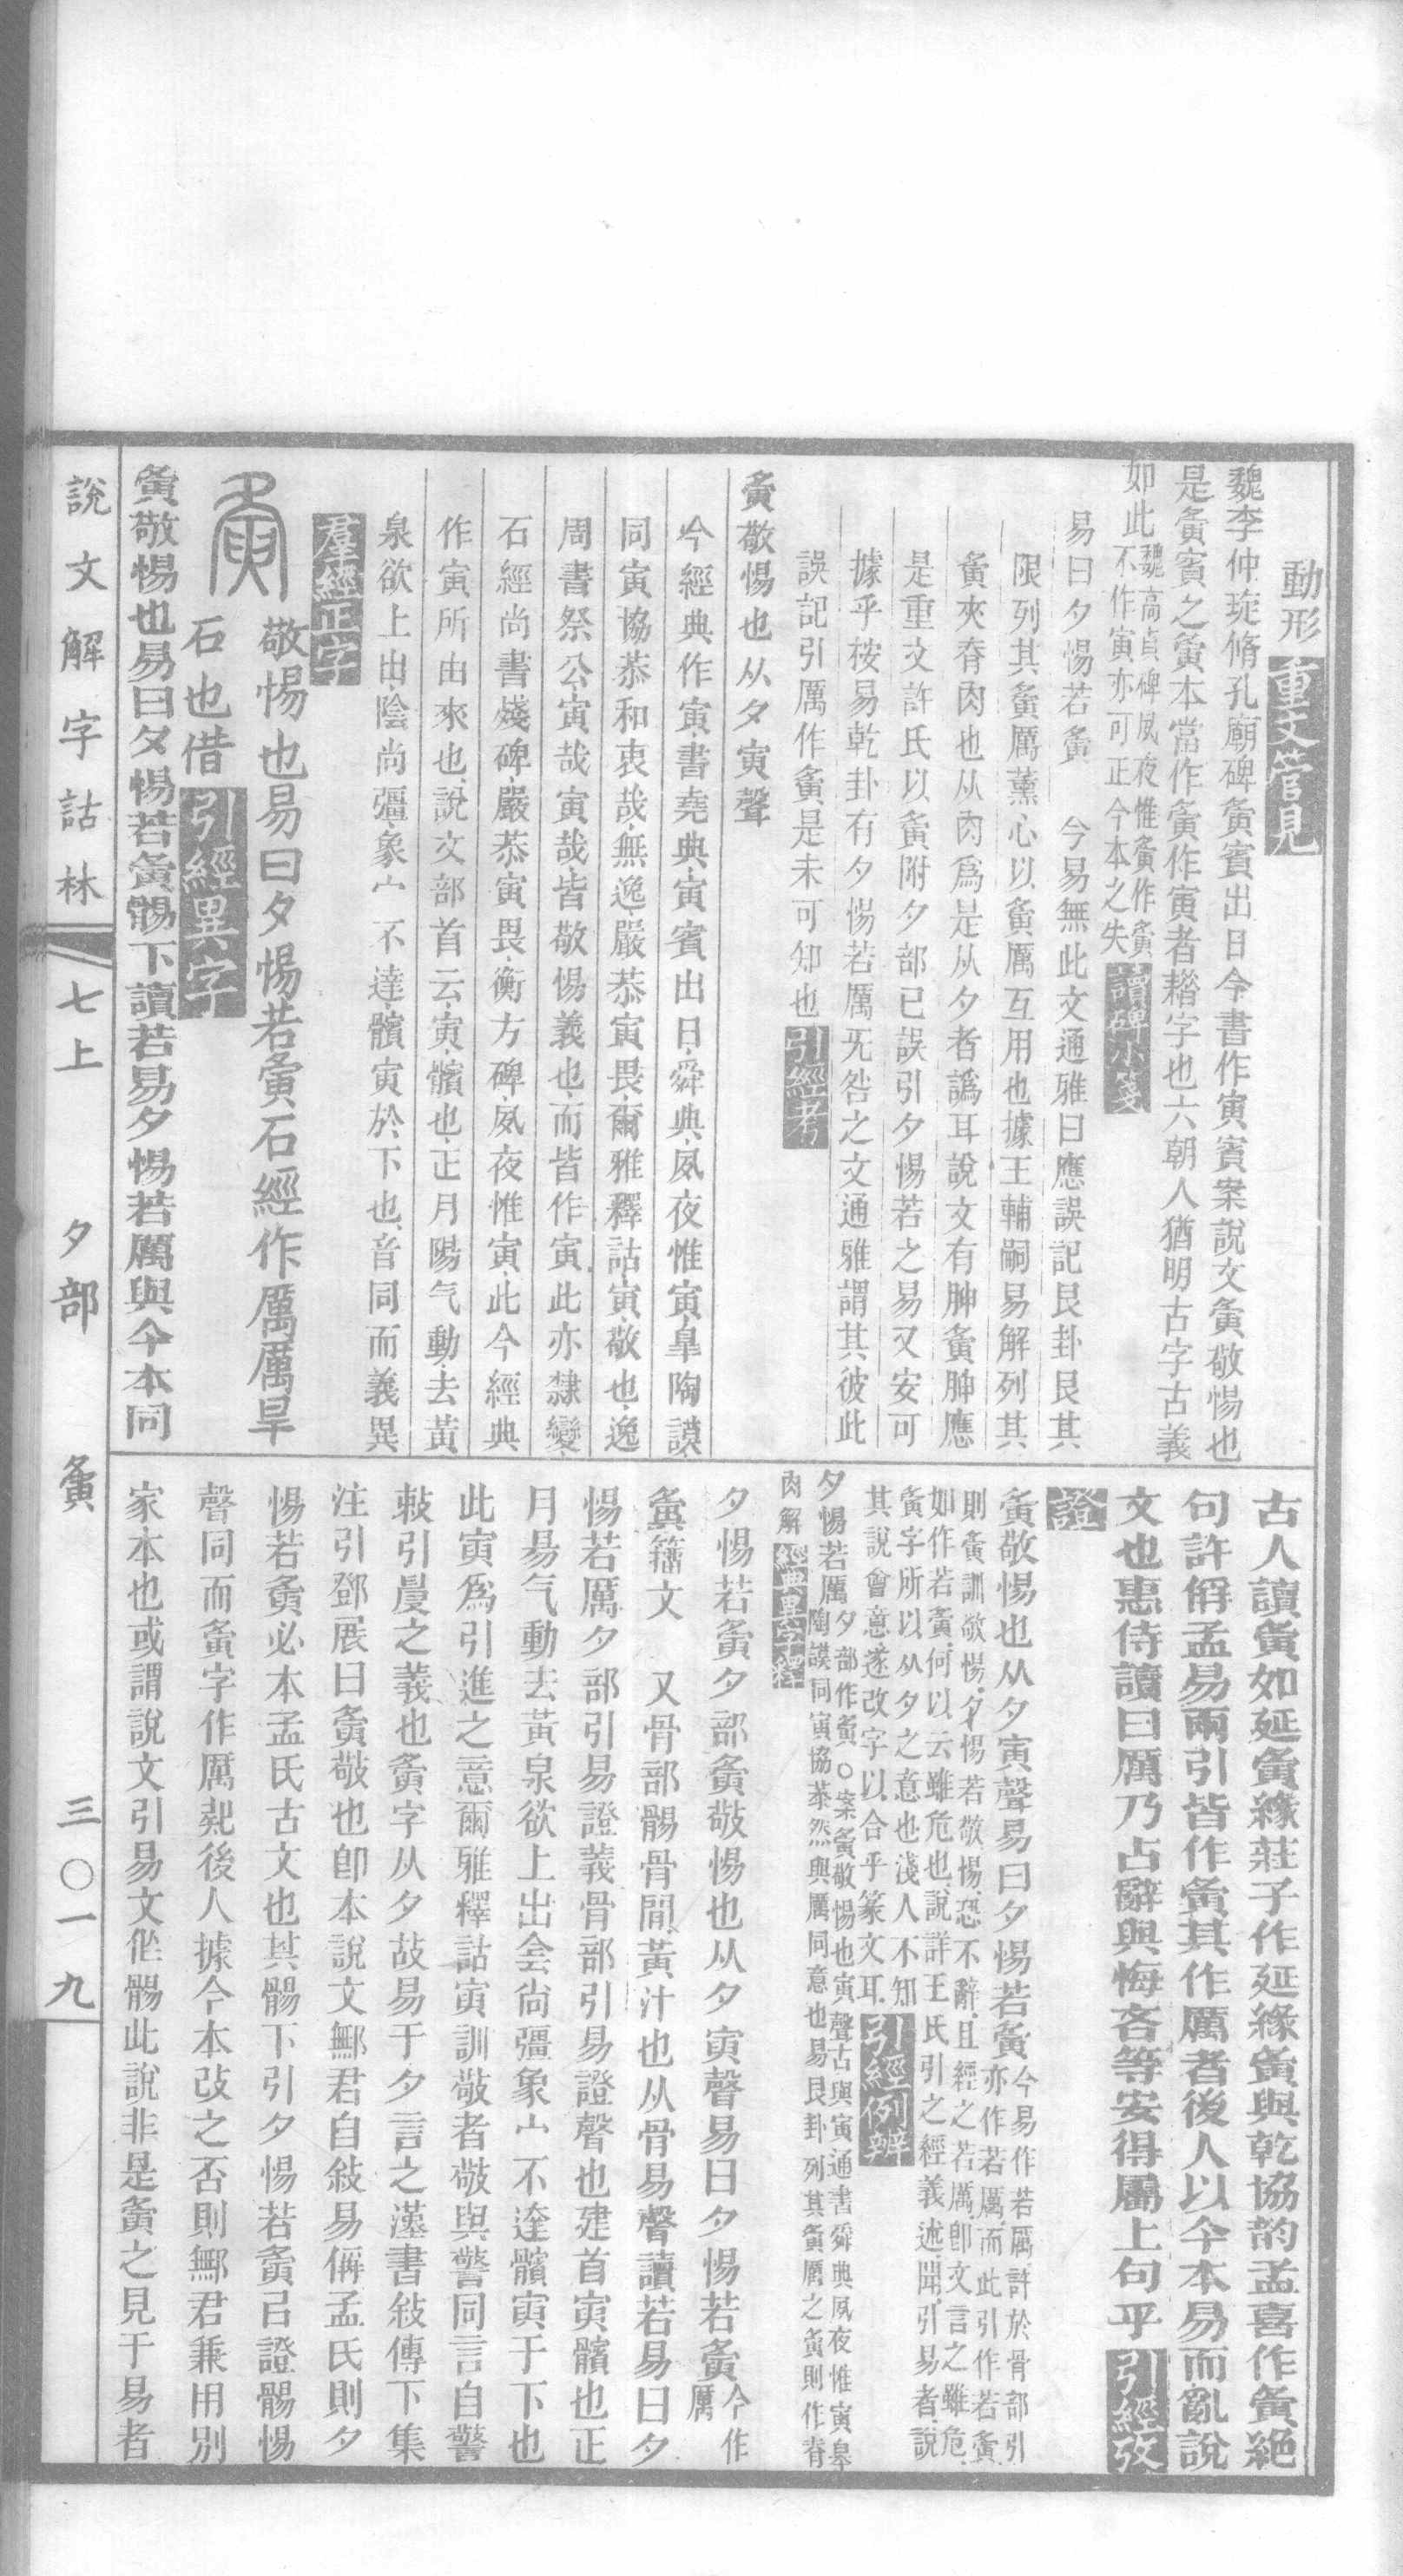 動形重文管見
魏李仲琁脩孔廟碑夤賓出日今書作寅賓案說文夤敬惕也
是夤賓之夤本當作夤作寅者楷字也六朝人猶明古字古義
如此魏高貞碑夙夜惟夤作夤
不作寅亦可正今本之失讀碑小箋
易曰夕惕若夤　今易無此文通雅曰應誤記艮卦艮其
限列其夤厲薰心以夤厲互用也據王輔嗣易解列其
夤夾脊肉也从肉爲是从夕者譌耳說文有胂夤胂應
是重文許氏以夤附夕部已誤引夕惕若之易又安可
據乎桉易乾卦有夕惕若厲旡咎之文通雅謂其彼此
誤記引厲作夤是未可知也引經考
夤敬惕也从夕寅聲
今經典作寅書堯典寅賓出日舜典夙夜惟寅臯陶謨
同寅協恭和衷哉無逸嚴恭寅畏爾雅釋詁寅敬也逸
周書祭公寅哉寅哉皆敬惕義也而皆作寅此亦隸變
石經尚書殘碑嚴恭寅畏衡方碑夙夜惟寅此今經典
作寅所由來也說文部首云寅髕也正月陽气動去黃
泉欲上出陰尚彊象宀不達髕寅於下也音同而義異
羣經正字
夤
敬惕也易曰夕惕若夤石經作厲厲旱
石也借引經異字
夤敬惕也易曰夕惕若夤䯜下讀若易夕惕若厲與今本同
古人讀夤如延夤緣莊子作延緣夤與乾協韵孟喜作夤絕
句許偁孟易兩引皆作夤其作厲者後人以今本易而亂說
文也惠侍讀曰厲乃占辭與悔吝等安得屬上句乎引經攷
證
夤敬惕也从夕寅聲易曰夕惕若夤今易作若厲許於骨部引
亦作若厲而此引作若夤
則夤訓敬惕夕惕若敬惕恐不辭且經之若厲卽文言之雖危
如作若夤何以云雖危也說詳王氏引之經義述聞引易者說
夤字所以从夕之意也淺人不知
其說會意遂改字以合乎篆文耳引經例辨
夕惕若厲夕部作夤○案夤敬惕也寅聲古與寅通書舜典夙夜惟寅臯
陶謨同寅協恭然與厲同意也易艮卦列其夤厲之夤則作脊
肉解經典異字釋
夕惕若夤夕部夤敬惕也从夕寅聲易曰夕惕若夤今作
厲
𡖐籀文　又骨部䯜骨閒黃汁也从骨易聲讀若易曰夕
惕若厲夕部引易證義骨部引易證聲也建首寅髕也正
月昜气動去黃泉欲上出侌尙彊象宀不達髕寅于下也
此寅爲引進之意爾雅釋詁寅訓敬者敬與警同言自警
敕引㬅之義也夤字从夕故易于夕言之漢書敍傳下集
注引鄧展曰夤敬也卽本說文鄦君自敍易偁孟氏則夕
惕若夤必本孟氏古文也其䯜下引夕惕若夤㠯證䯜惕
聲同而夤字作厲㲉後人據今本改之否則鄦君兼用別
家本也或謂說文引易文侳䯜此說非是夤之見于易者
說文解字詁林　七上　夕部　夤　三〇一九